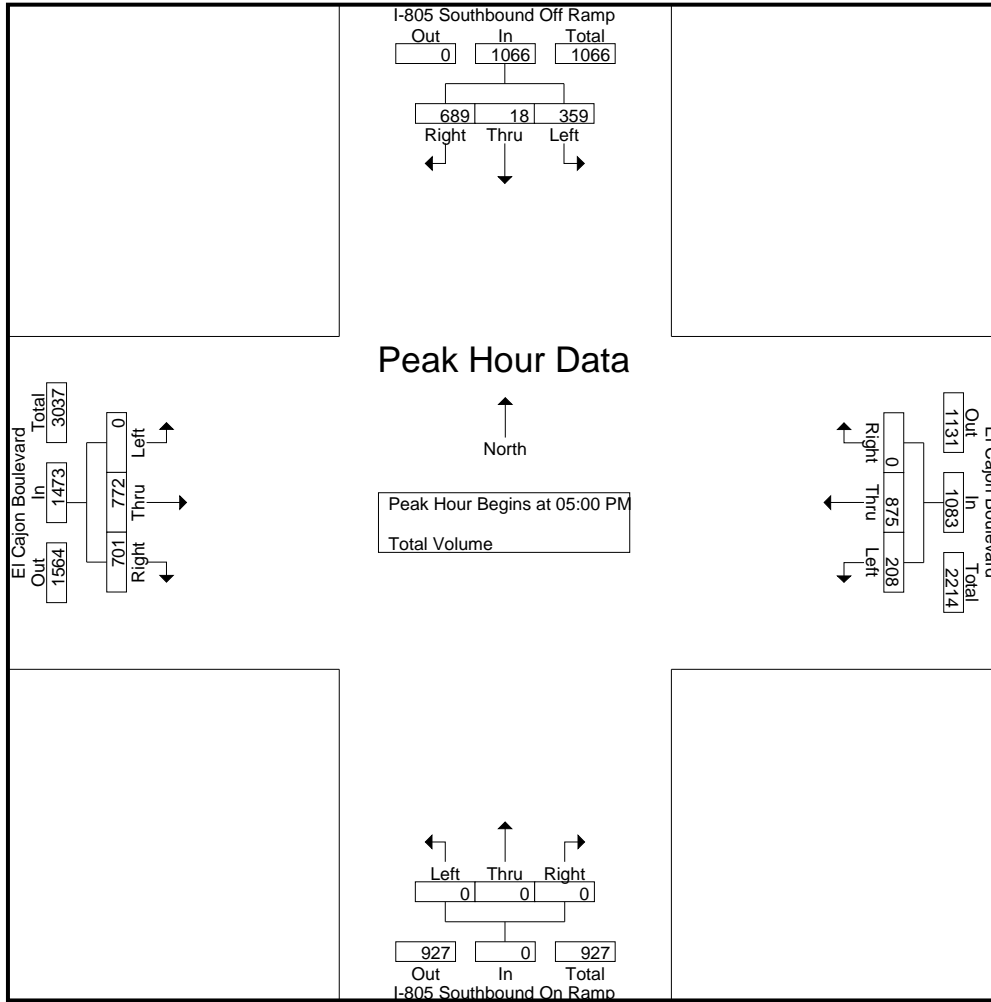 I-805 Southbound Off Ramp
Out In Total
0 1066 1066
689 18 359
Right Thru Left
Peak Hour Data
North
Peak Hour Begins at 05:00 PM
Total Volume
El Cajon Boulevard
Out In Total
1564 1473 3037
0 772 701
Left Thru Right
El Cajon Boulevard
Out In Total
1131 1083 2214
0 875 208
Right Thru Left
Left Thru Right
0 0 0
927 0 927
Out In Total
I-805 Southbound On Ramp